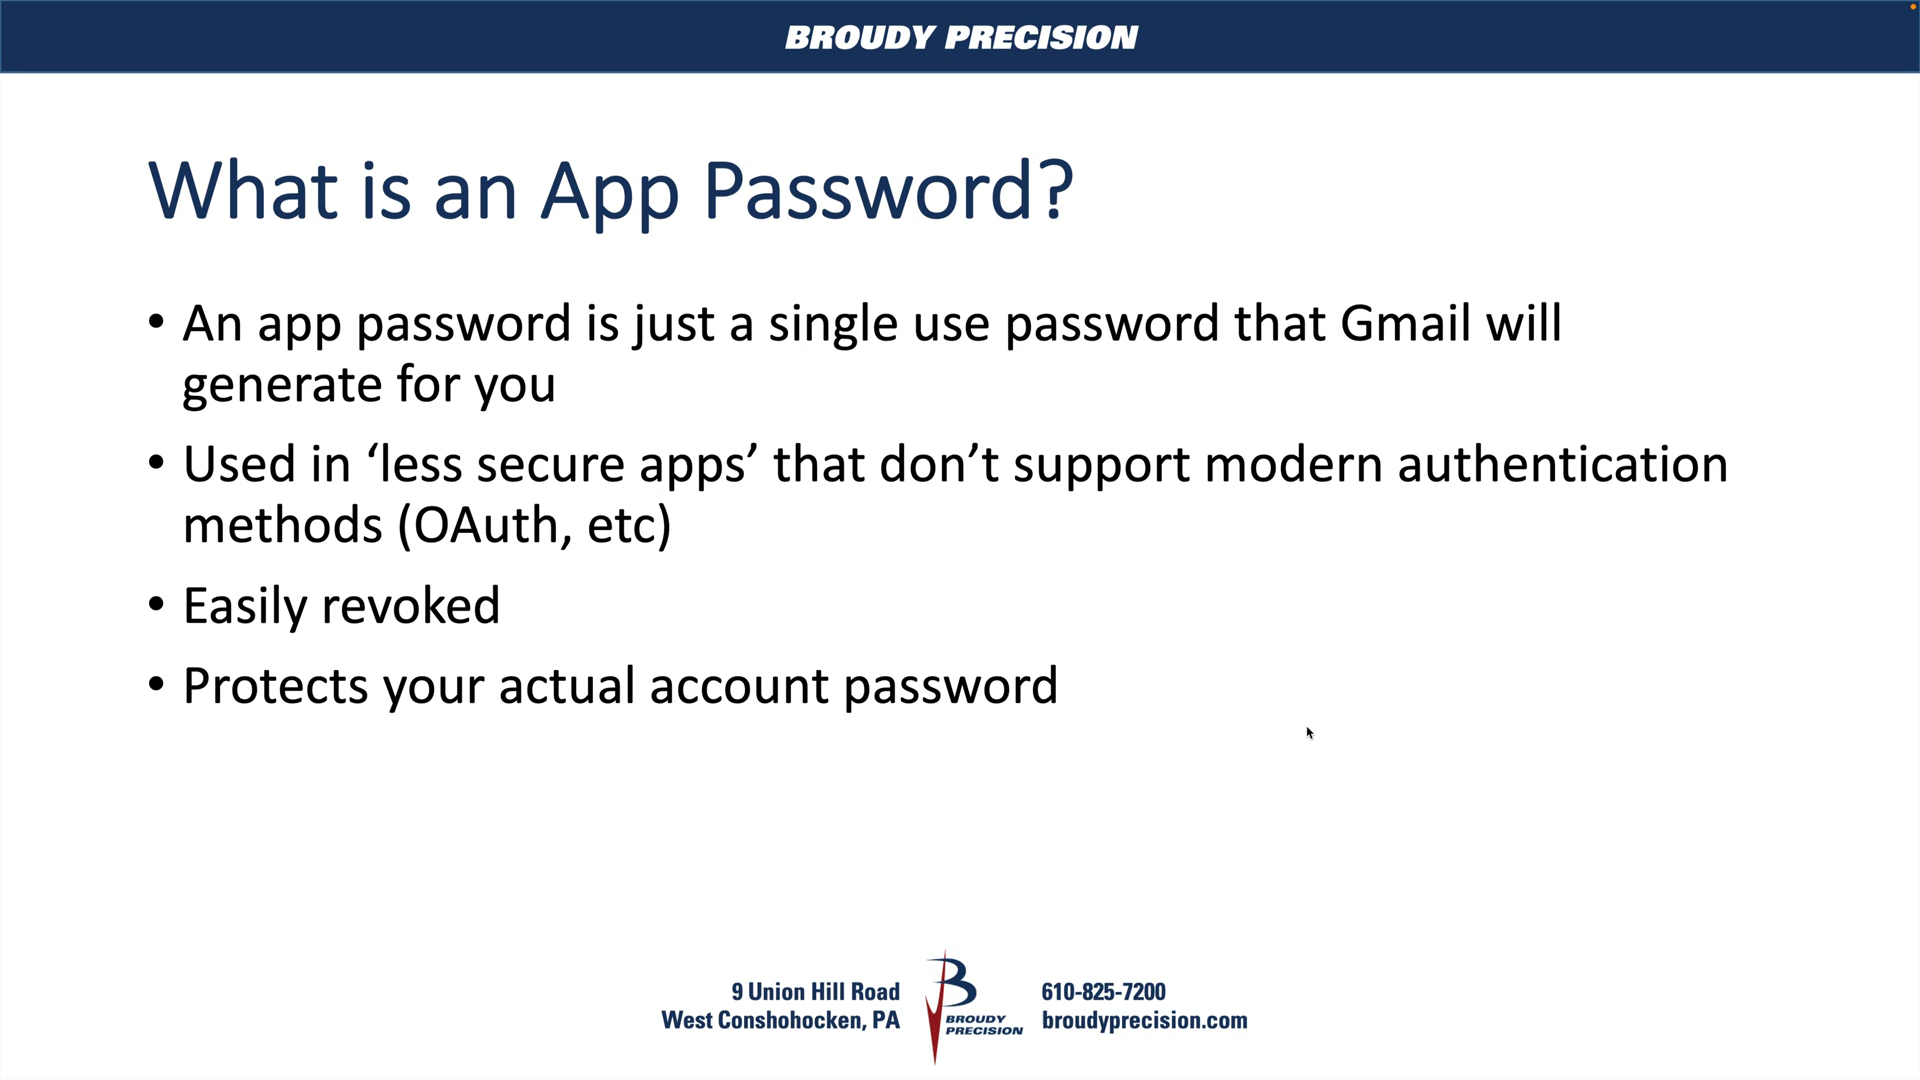 BROUDY PRECISION
What is an App Password?
• An app password is just a single use password that Gmail will
generate for you
• Used in ‘less secure apps’ that don’t support modern authentication
methods (OAuth, etc)
• Easily revoked
• Protects your actual account password
9 Union Hill Road
West Conshohocken, PA
B
BROUDY
PRECISION
610-825-7200
broudyprecision.com